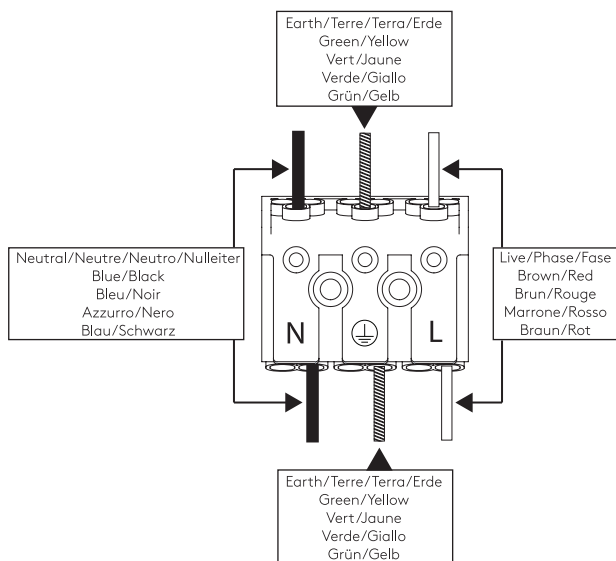 Earth/Terre/Terra/Erde
Green/Yellow
Vert/Jaune
Verde/Giallo
Grün/Gelb
Neutral/Neutre/Neutro/Nulleiter
Blue/Black
Bleu/Noir
Azzurro/Nero
Blau/Schwarz
Live/Phase/Fase
Brown/Red
Brun/Rouge
Marrone/Rosso
Braun/Rot
N L
Earth/Terre/Terra/Erde
Green/Yellow
Vert/Jaune
Verde/Giallo
Grün/Gelb